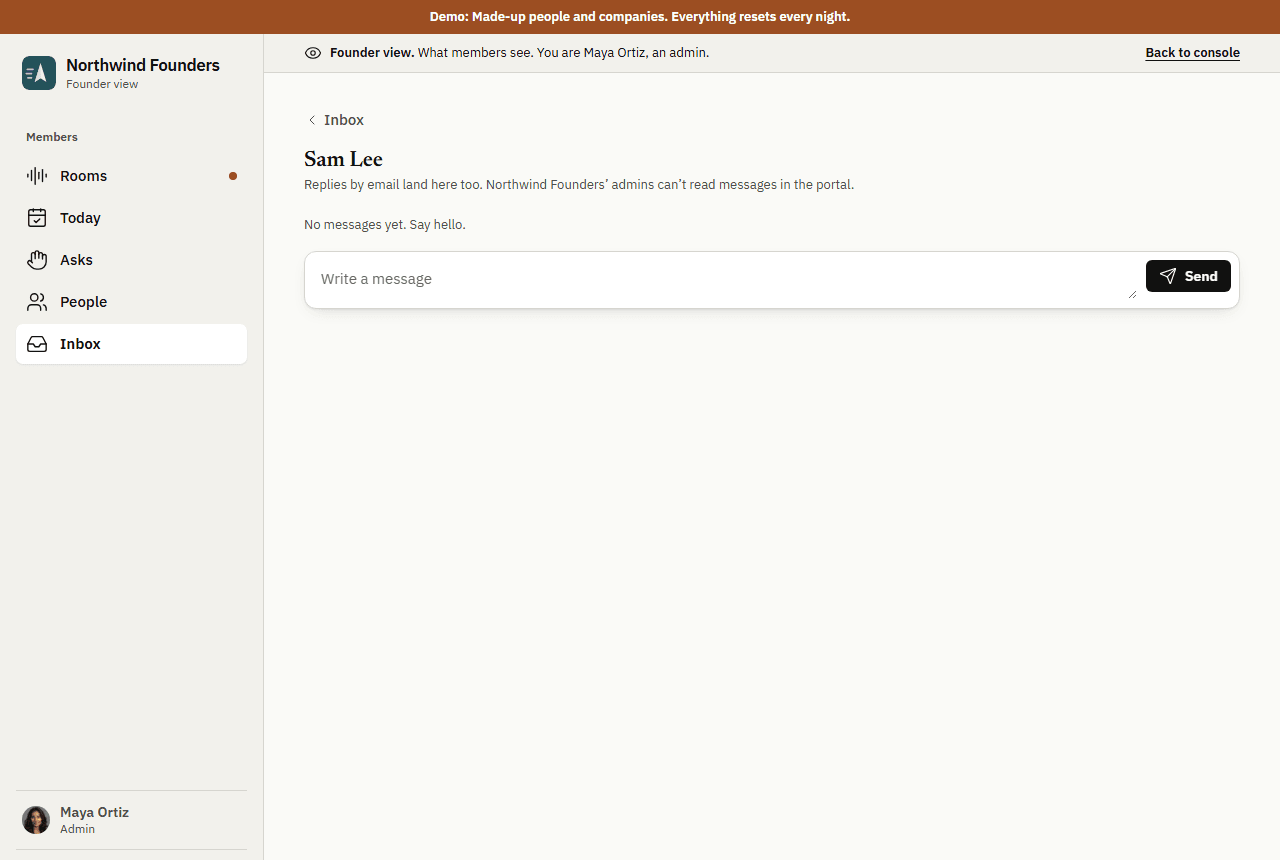 Demo: Made-up people and companies. Everything resets every night.
Northwind Founders
Founder view
Founder view. What members see. You are Maya Ortiz, an admin.
Back to console
Members
Rooms
Today
Asks
People
Inbox
Inbox
Sam Lee
Replies by email land here too. Northwind Founders’ admins can’t read messages in the portal.
No messages yet. Say hello.
Write a message
Send
Maya Ortiz
Admin